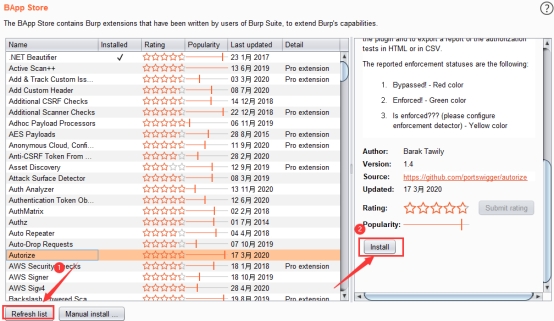 BApp Store
The BApp Store contains Burp extensions that have been written by users of Burp Suite, to extend Burp's capabilities.
Name Installed Rating Popularity Last updated Detail
.NET Beautifier ✓ 23 1月 2017
Active Scan++ 13 6月 2019 Pro extension
Add & Track Custom Iss... 03 3月 2020 Pro extension
Add Custom Header 08 7月 2020
Additional CSRF Checks 14 12月 2018
Additional Scanner Checks 22 12月 2018 Pro extension
Adhoc Payload Processors 06 11月 2019
AES Payloads 28 8月 2015 Pro extension
Anonymous Cloud, Confi... 11 9月 2020 Pro extension
Anti-CSRF Token From ... 28 2月 2020
Asset Discovery 12 9月 2019 Pro extension
Attack Surface Detector 08 3月 2019
Auth Analyzer 13 11月 2020
Authentication Token Ob... 12 6月 2020
AuthMatrix 02 2月 2018
Authz 01 7月 2014
Auto Repeater 04 4月 2018
Auto-Drop Requests 07 10月 2019
Autorize 17 3月 2020
AWS Security Checks 18 1月 2018 Pro extension
AWS Signer 18 10月 2019
AWS Sigv4 28 4月 2020
Backslash Powered Sca... 19 8月 2019 Pro extension
the plugin and to export a report of the authorization
tests in HTML or in CSV.
The reported enforcement statuses are the following:
1. Bypassed! - Red color
2. Enforced! - Green color
3. Is enforced??? (please configure
enforcement detector) - Yellow color
Author: Barak Tawily
Version: 1.4
Source: https://github.com/portswigger/autorize
Updated: 17 3月 2020
Rating: Submit rating
Popularity:
2
Install
1
Refresh list Manual install ...